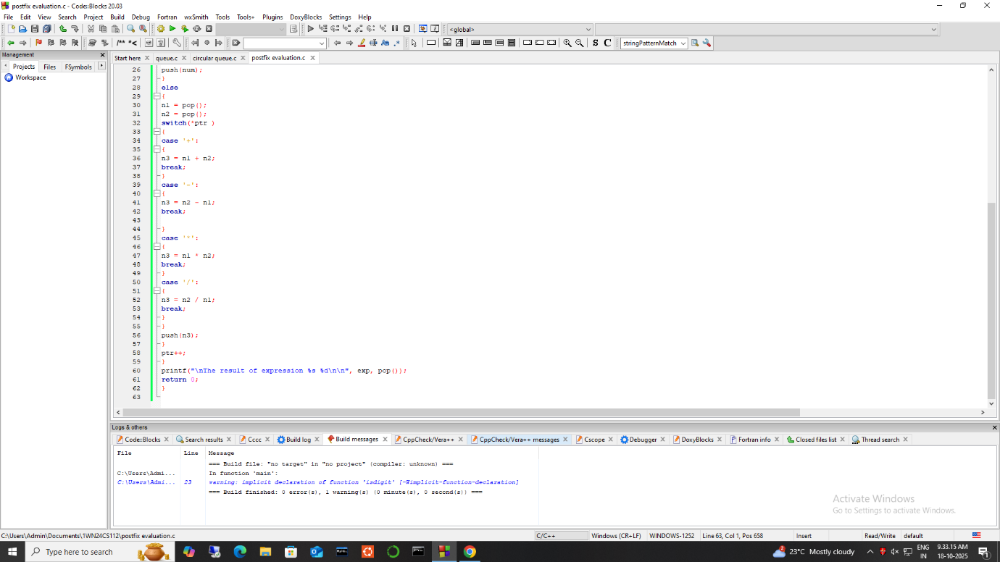 postfix evaluation.c - Code::Blocks 20.03
File Edit View Search Project Build Debug Fortran wxSmith Tools Tools+ Plugins DoxyBlocks Settings Help
<global>
/** *< S C stringPatternMatch
Management
Start here queue.c circular queue.c postfix evaluation.c
Projects Files FSymbols
Workspace
26 push(num);
27 }
28 else
29 {
30 n1 = pop();
31 n2 = pop();
32 switch(*ptr )
33 {
34 case '+':
35 {
36 n3 = n1 + n2;
37 break;
38 }
39 case '-':
40 {
41 n3 = n2 - n1;
42 break;
43
44 }
45 case '*':
46 {
47 n3 = n1 * n2;
48 break;
49 }
50 case '/':
51 {
52 n3 = n2 / n1;
53 break;
54 }
55 }
56 push(n3);
57 }
58 ptr++;
59 }
60 printf("\nThe result of expression %s %d\n\n", exp, pop());
61 return 0;
62 }
63
Logs & others
Code::Blocks Search results Cccc Build log Build messages CppCheck/Vera++ CppCheck/Vera++ messages Cscope Debugger DoxyBlocks Fortran info Closed files list Thread search
File Line Message
=== Build file: "no target" in "no project" (compiler: unknown) ===
C:\Users\Admi... In function 'main':
C:\Users\Admi... 23 warning: implicit declaration of function 'isdigit' [-Wimplicit-function-declaration]
=== Build finished: 0 error(s), 1 warning(s) (0 minute(s), 0 second(s)) ===
Activate Windows
Go to Settings to activate Windows.
C:\Users\Admin\Documents\1WN24CS112\postfix evaluation.c C/C++ Windows (CR+LF) WINDOWS-1252 Line 63, Col 1, Pos 658 Insert Read/Write default
Type here to search 23°C Mostly cloudy ENG IN 9.33.15 AM 18-10-2025 1